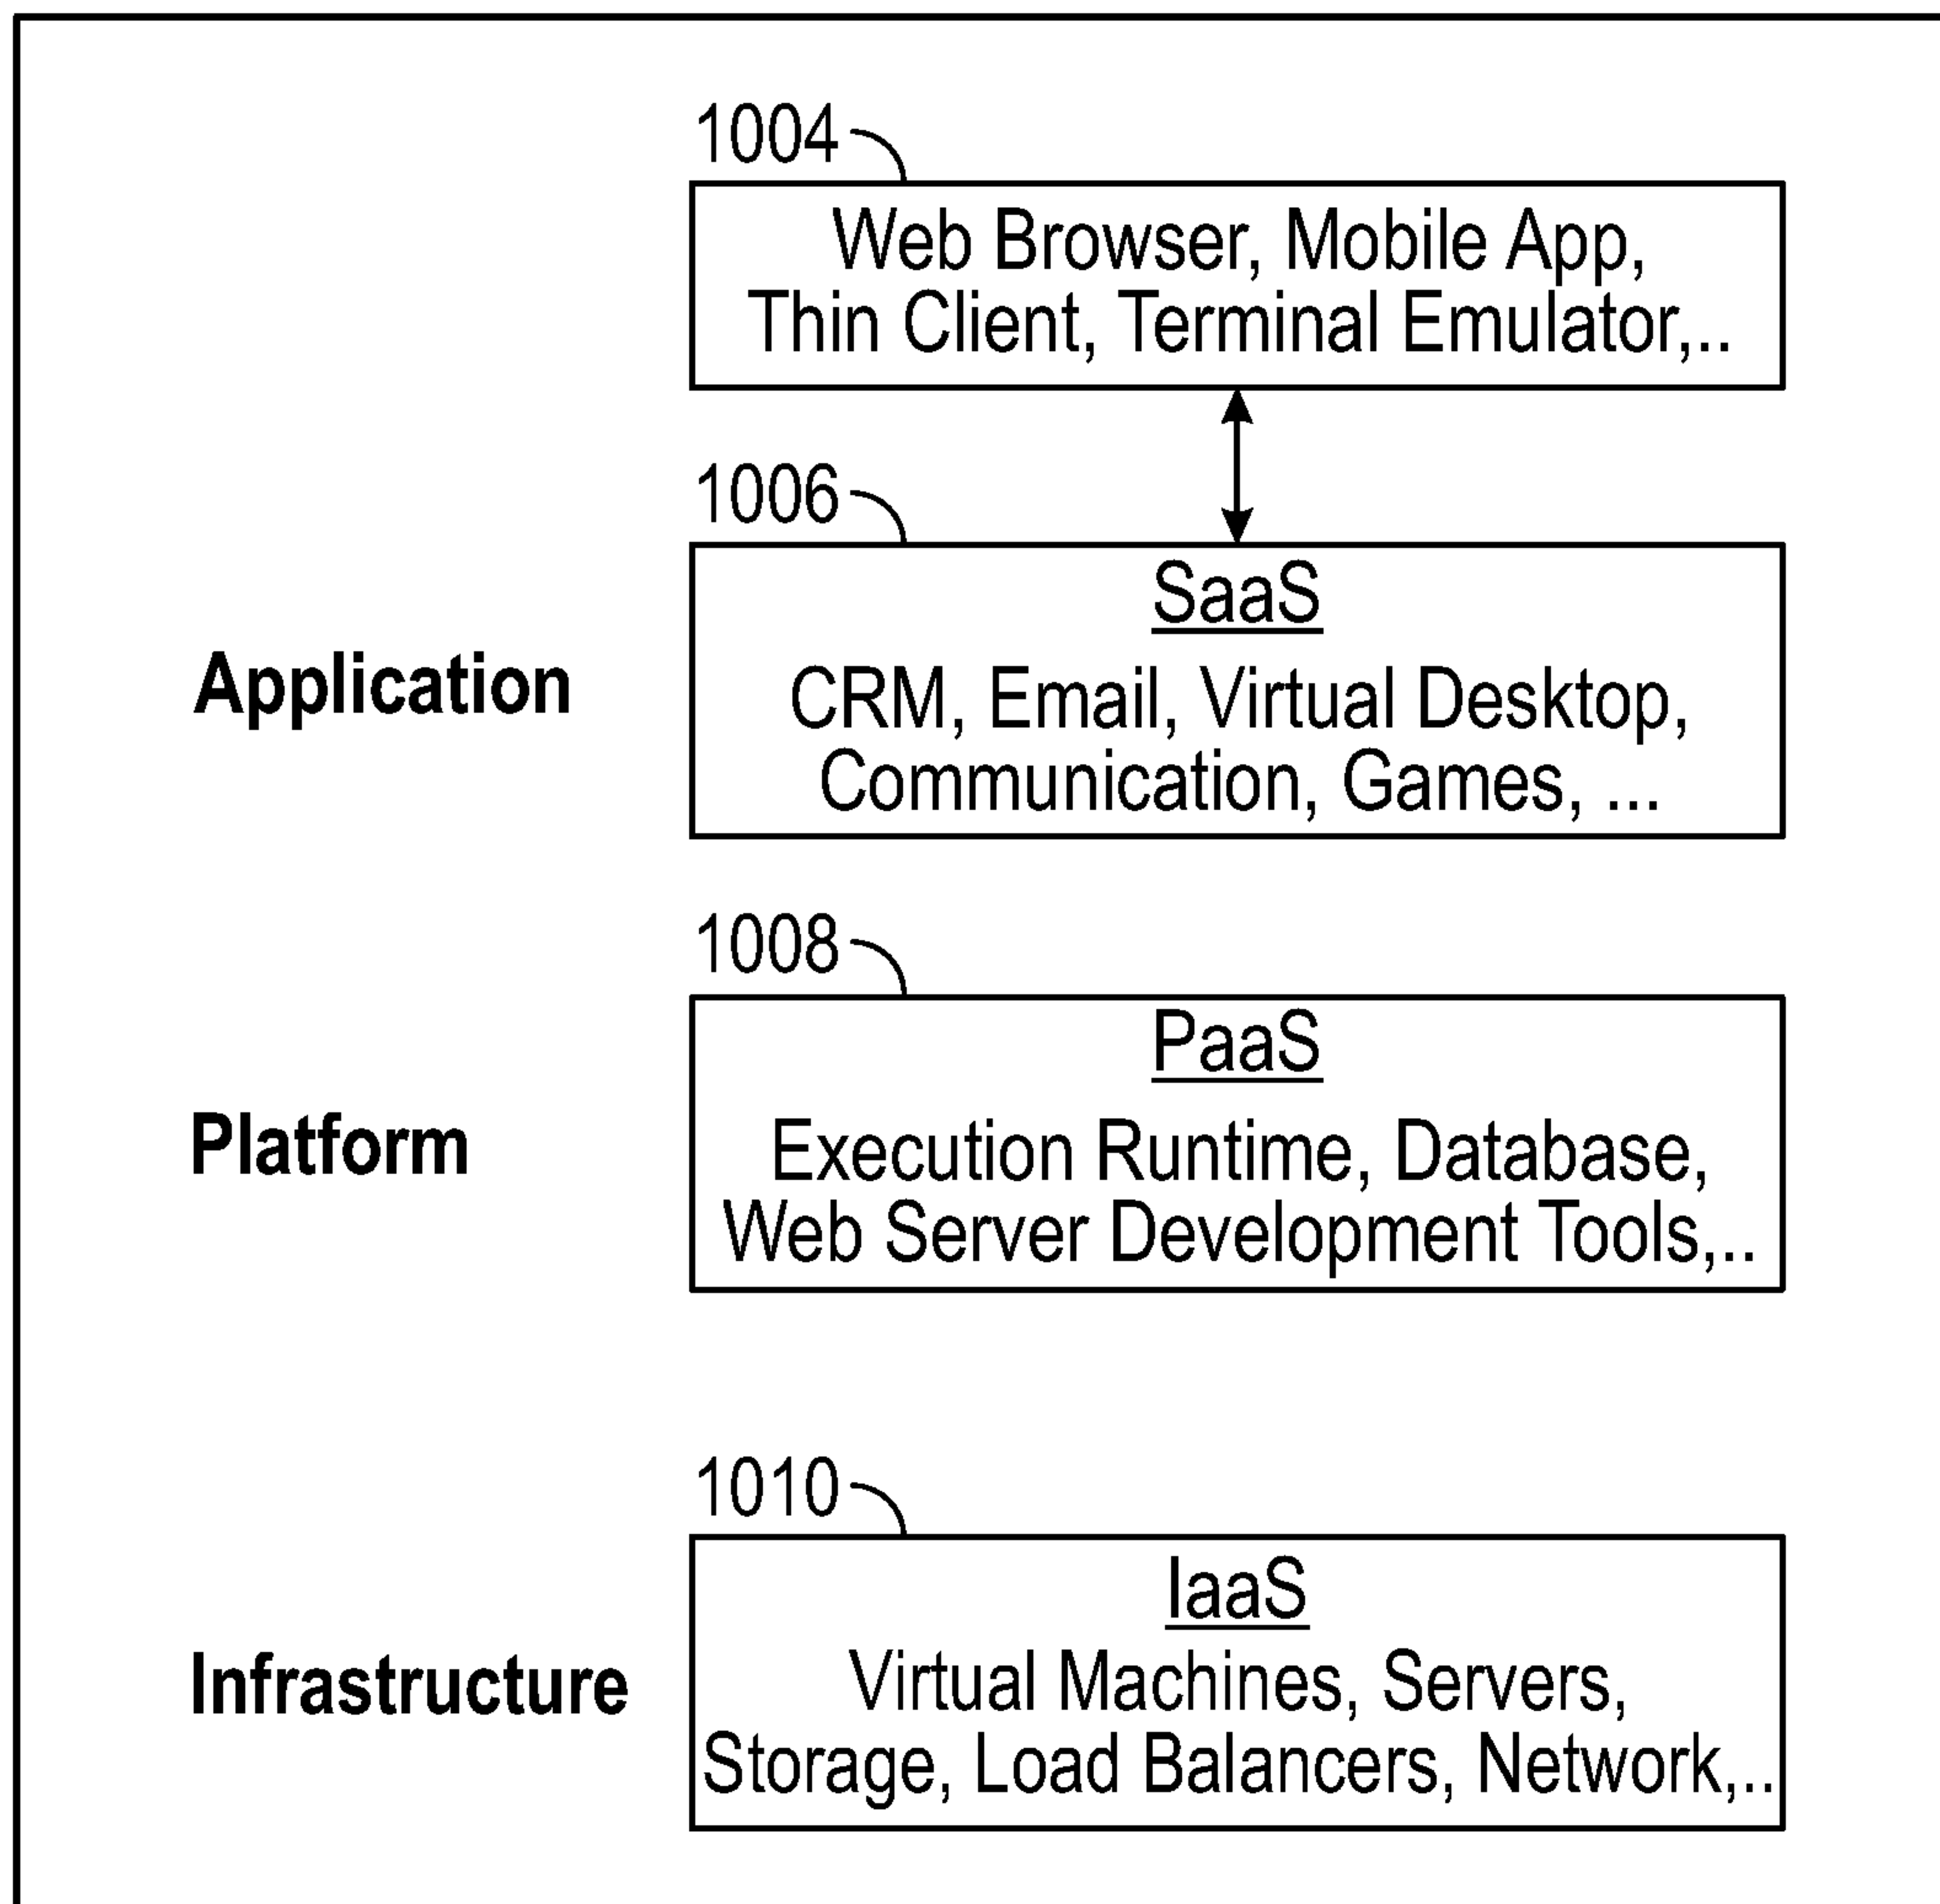 1004
Web Browser, Mobile App,
Thin Client, Terminal Emulator,..
1006
SaaS
Application
CRM, Email, Virtual Desktop,
Communication, Games, ...
1008
PaaS
Platform
Execution Runtime, Database,
Web Server Development Tools,..
1010
IaaS
Infrastructure
Virtual Machines, Servers,
Storage, Load Balancers, Network,..